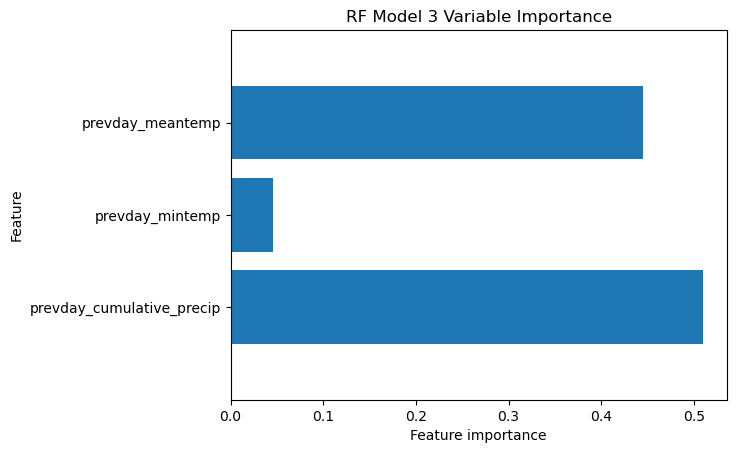 RF Model 3 Variable Importance
Feature
prevday_meantemp
prevday_mintemp
prevday_cumulative_precip
0.0 0.1 0.2 0.3 0.4 0.5
Feature importance